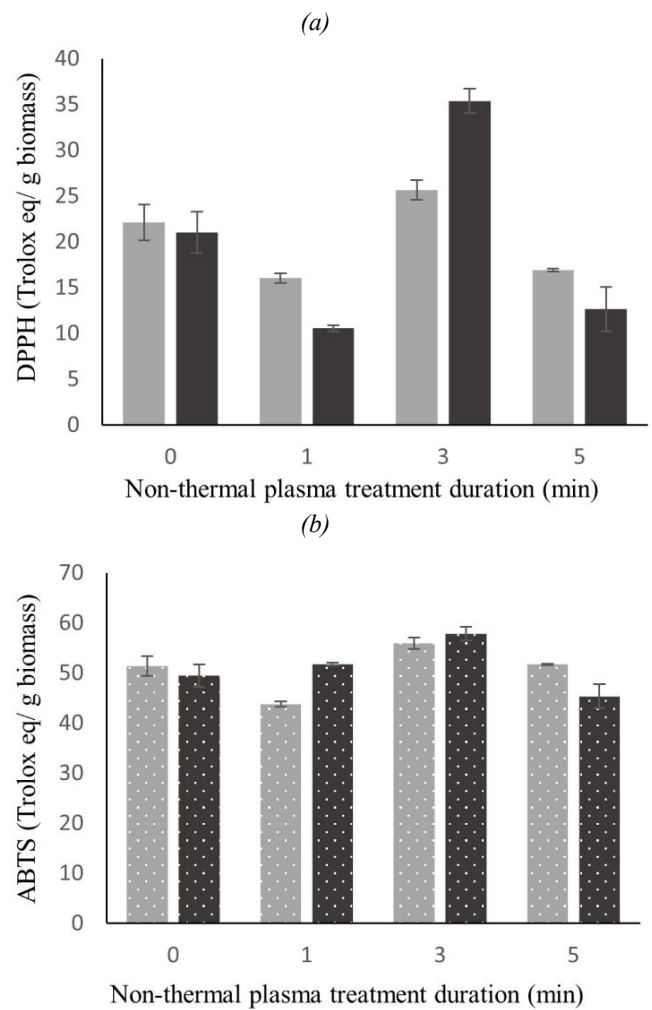 (a)
DPPH (Trolox eq/ g biomass)
40
35
30
25
20
15
10
5
0
0 1 3 5
Non-thermal plasma treatment duration (min)
(b)
ABTS (Trolox eq/ g biomass)
70
60
50
40
30
20
10
0
0 1 3 5
Non-thermal plasma treatment duration (min)